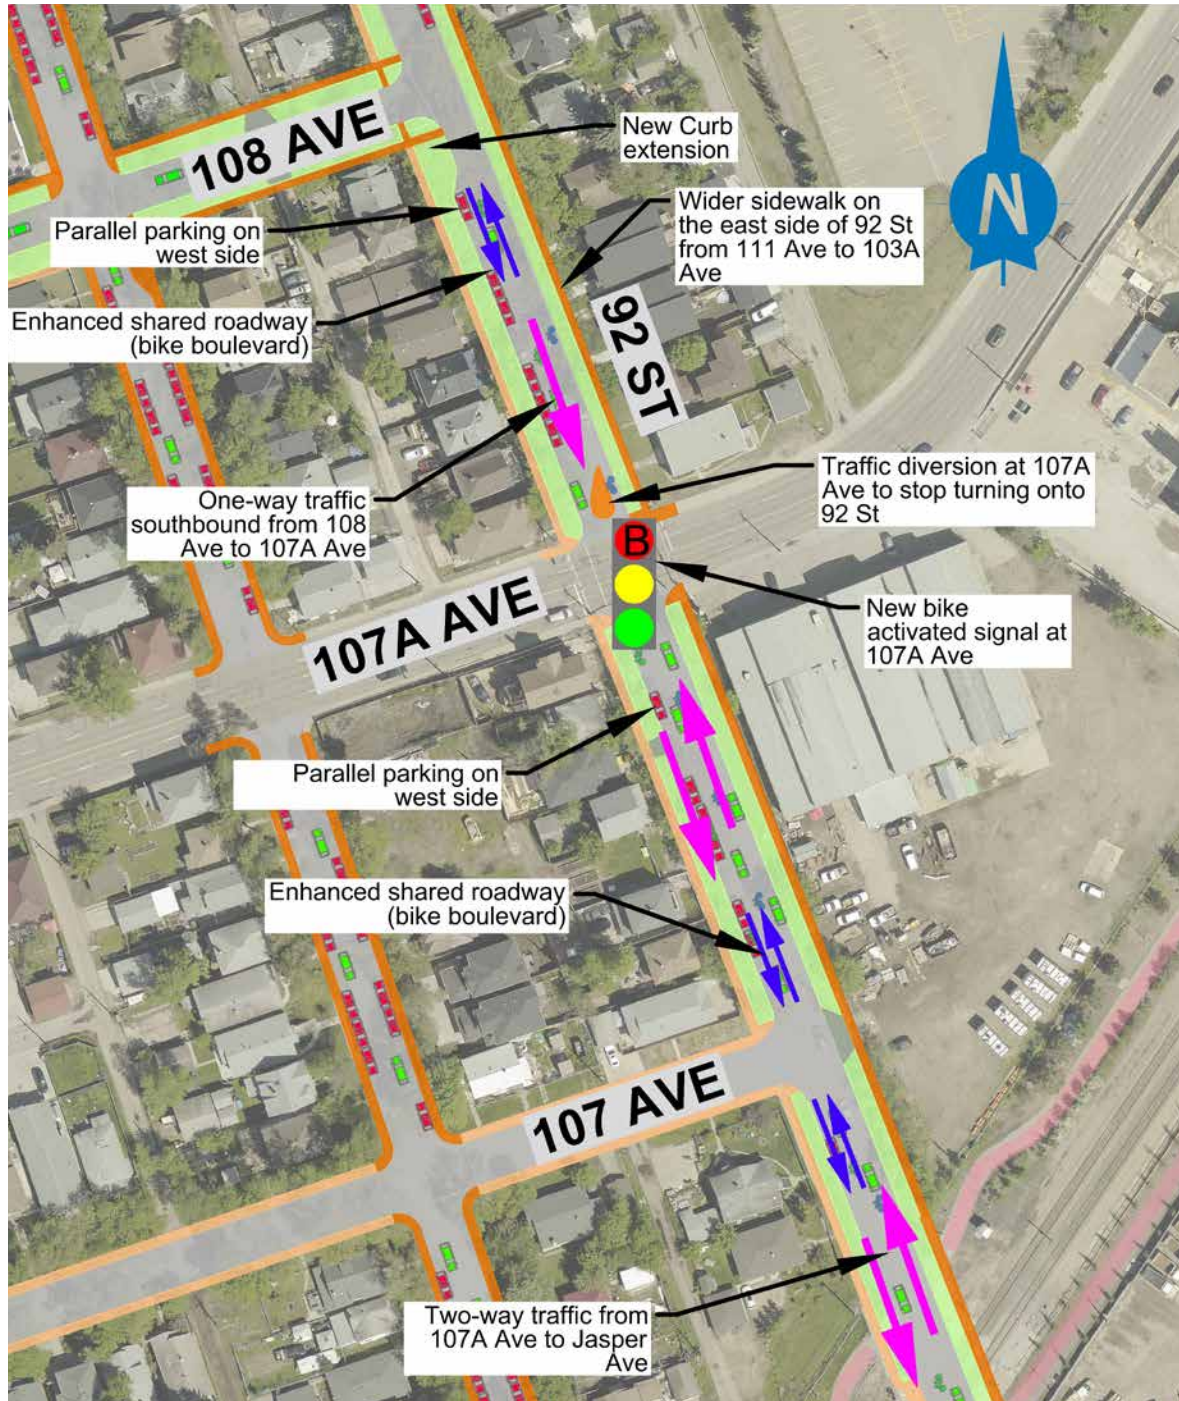 108 AVE
New Curb
extension
Parallel parking on
west side
Wider sidewalk on
the east side of 92 St
from 111 Ave to 103A
Ave
N
Enhanced shared roadway
(bike boulevard)
92 ST
One-way traffic
southbound from 108
Ave to 107A Ave
Traffic diversion at 107A
Ave to stop turning onto
92 St
B
107A AVE
New bike
activated signal at
107A Ave
Parallel parking on
west side
Enhanced shared roadway
(bike boulevard)
107 AVE
Two-way traffic from
107A Ave to Jasper
Ave